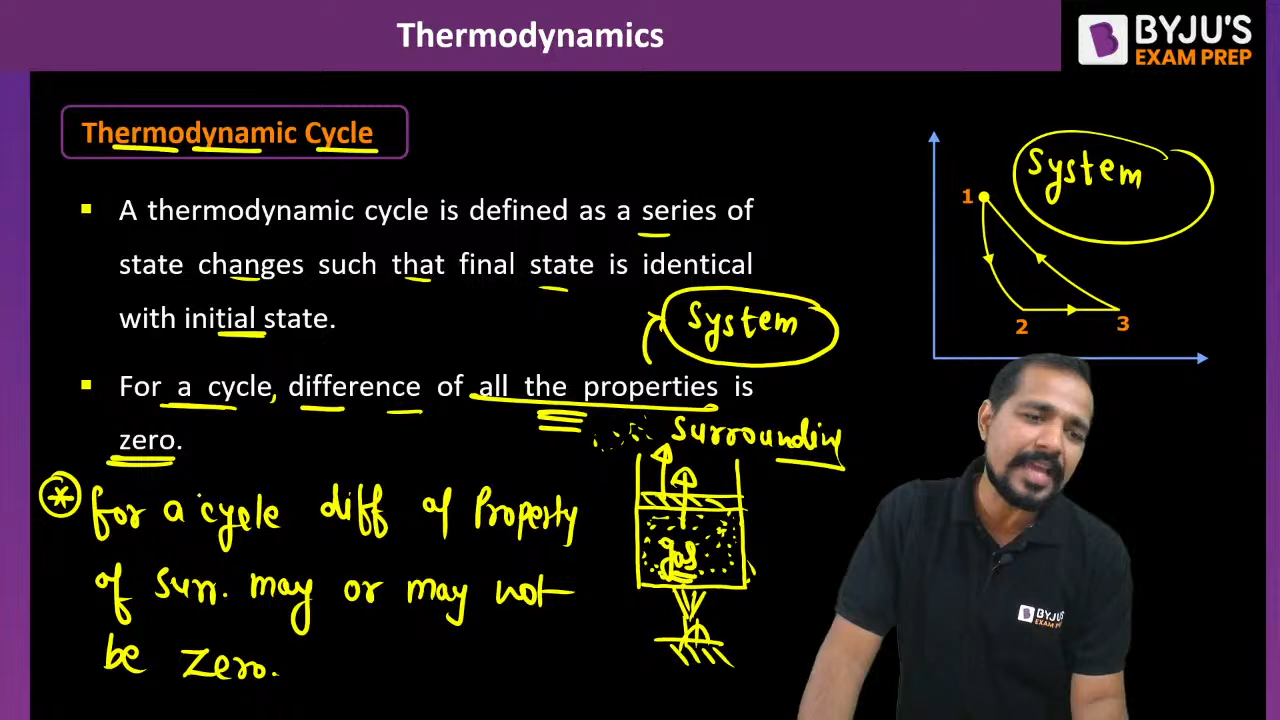 Thermodynamics
BYJU'S
EXAM PREP
Thermodynamic Cycle
A thermodynamic cycle is defined as a series of
state changes such that final state is identical
with initial state.
For a cycle, difference of all the properties is
zero.
System
Surrounding
gas
for a cycle diff of Property
of surr. may or may not
be zero.
System
1
2
3
BYJU'S
EXAM PREP